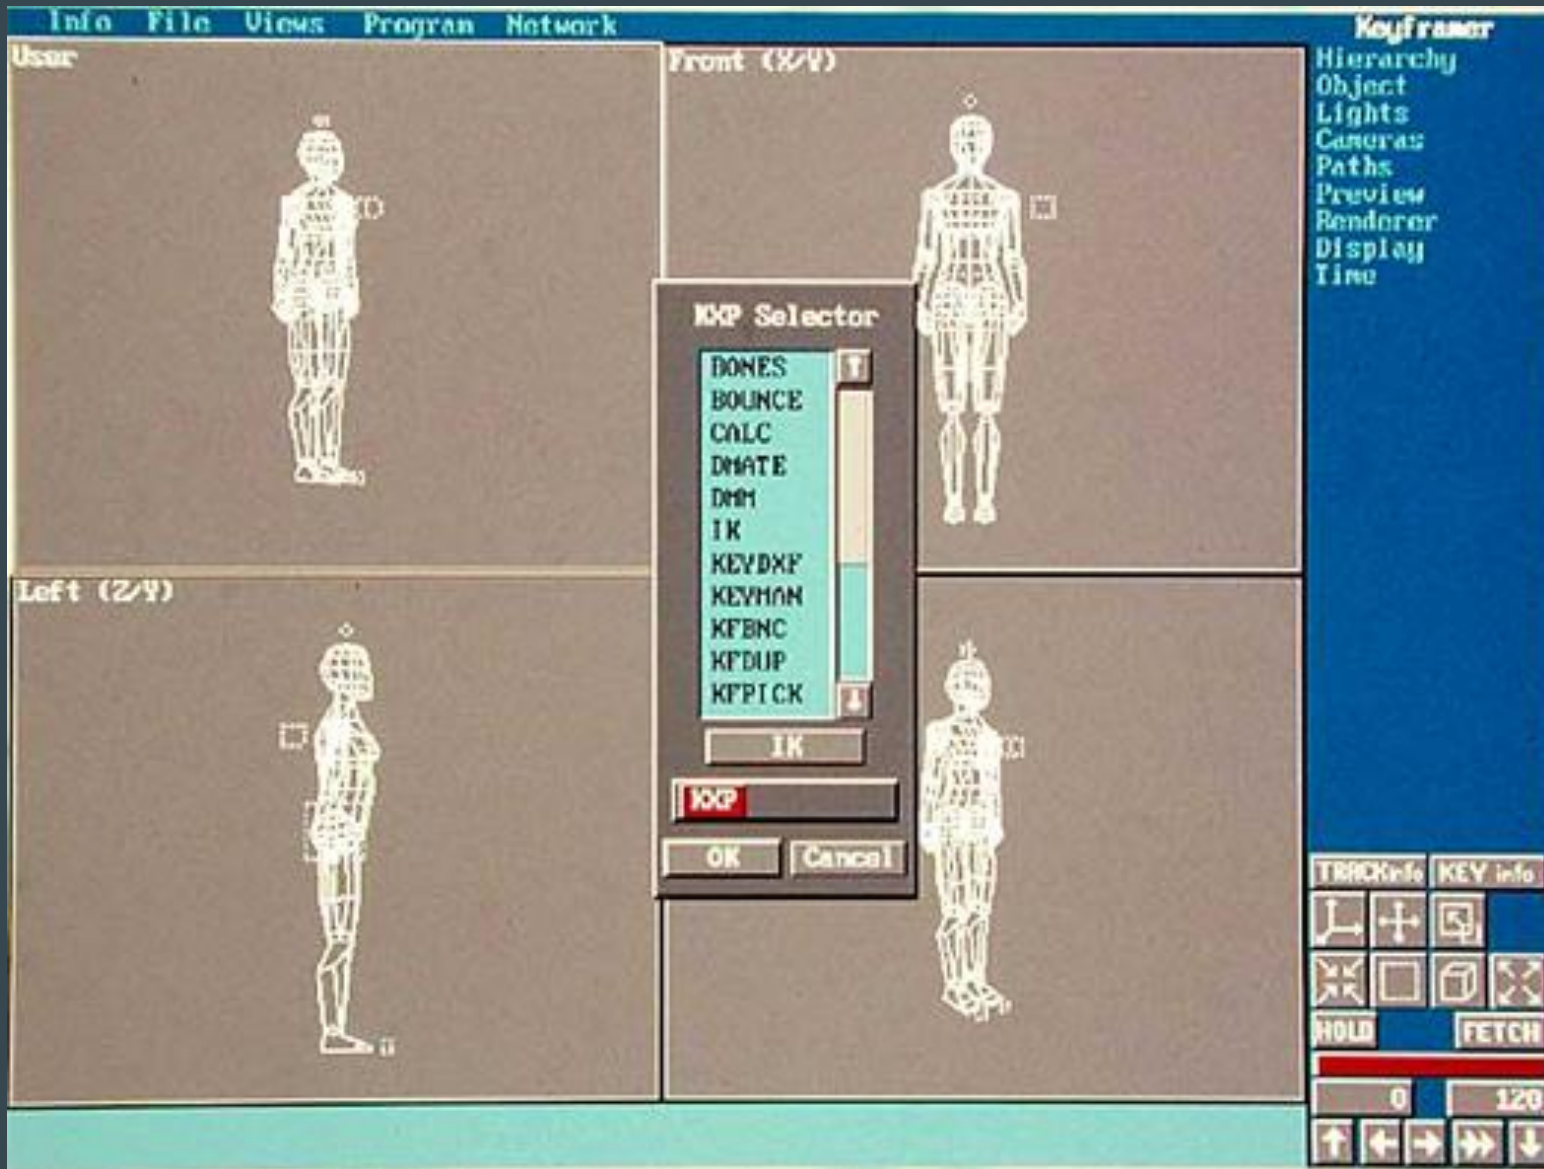 Info File Views Program Network
Keyframer
User
Front (X/Y)
Hierarchy
Object
Lights
Cameras
Paths
Preview
Renderer
Display
Time
KXP Selector
BONES
BOUNCE
CALC
DMATE
DMM
IK
KEYDXF
KEYMAN
KFBNC
KFDUP
KFPICK
IK
KXP
OK Cancel
Left (Z/Y)
TRACKinfo KEY info
HOLD FETCH
0 120